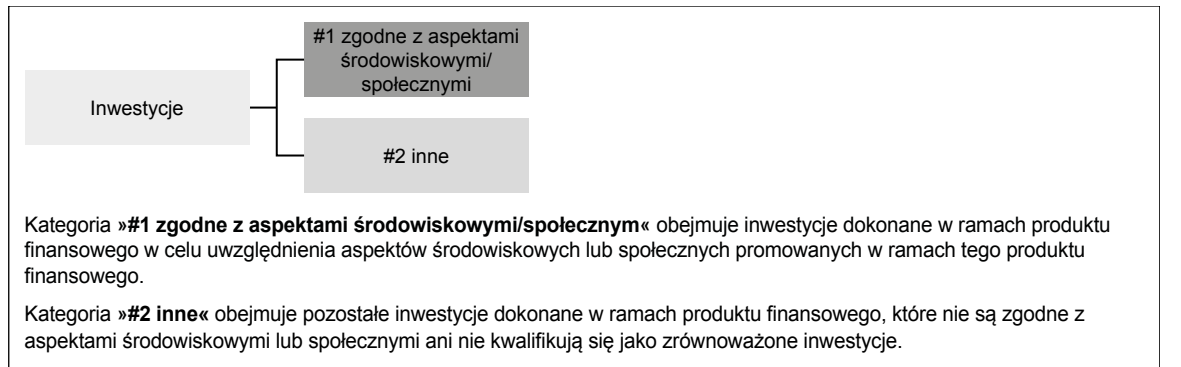 #1 zgodne z aspektami
środowiskowymi/
społecznymi
Inwestycje
#2 inne
Kategoria »#1 zgodne z aspektami środowiskowymi/społecznym« obejmuje inwestycje dokonane w ramach produktu
finansowego w celu uwzględnienia aspektów środowiskowych lub społecznych promowanych w ramach tego produktu
finansowego.
Kategoria »#2 inne« obejmuje pozostałe inwestycje dokonane w ramach produktu finansowego, które nie są zgodne z
aspektami środowiskowymi lub społecznymi ani nie kwalifikują się jako zrównoważone inwestycje.